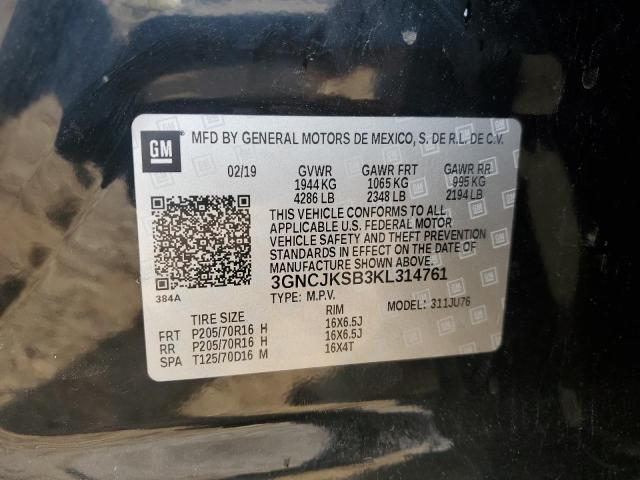 GM MFD BY GENERAL MOTORS DE MEXICO, S. DE R.L. DE C.V.
02/19 GVWR GAWR FRT GAWR RR
1944 KG 1065 KG 995 KG
4286 LB 2348 LB 2194 LB
THIS VEHICLE CONFORMS TO ALL
APPLICABLE U.S. FEDERAL MOTOR
VEHICLE SAFETY AND THEFT PREVENTION
STANDARDS IN EFFECT ON THE DATE OF
MANUFACTURE SHOWN ABOVE.
3GNCJKSB3KL314761
384A TYPE: M.P.V. MODEL: 311JU76
TIRE SIZE RIM
FRT P205/70R16 H 16X6.5J
RR P205/70R16 H 16X6.5J
SPA T125/70D16 M 16X4T